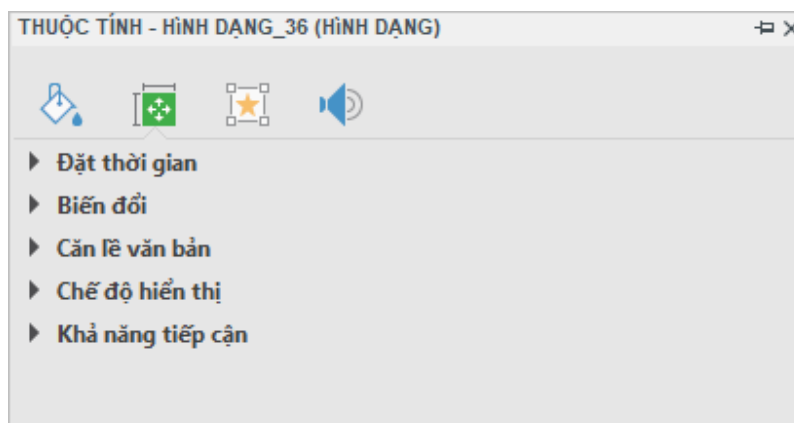 THUỘC TÍNH - HÌNH DẠNG_36 (HÌNH DẠNG)
Đặt thời gian
Biến đổi
Căn lề văn bản
Chế độ hiển thị
Khả năng tiếp cận